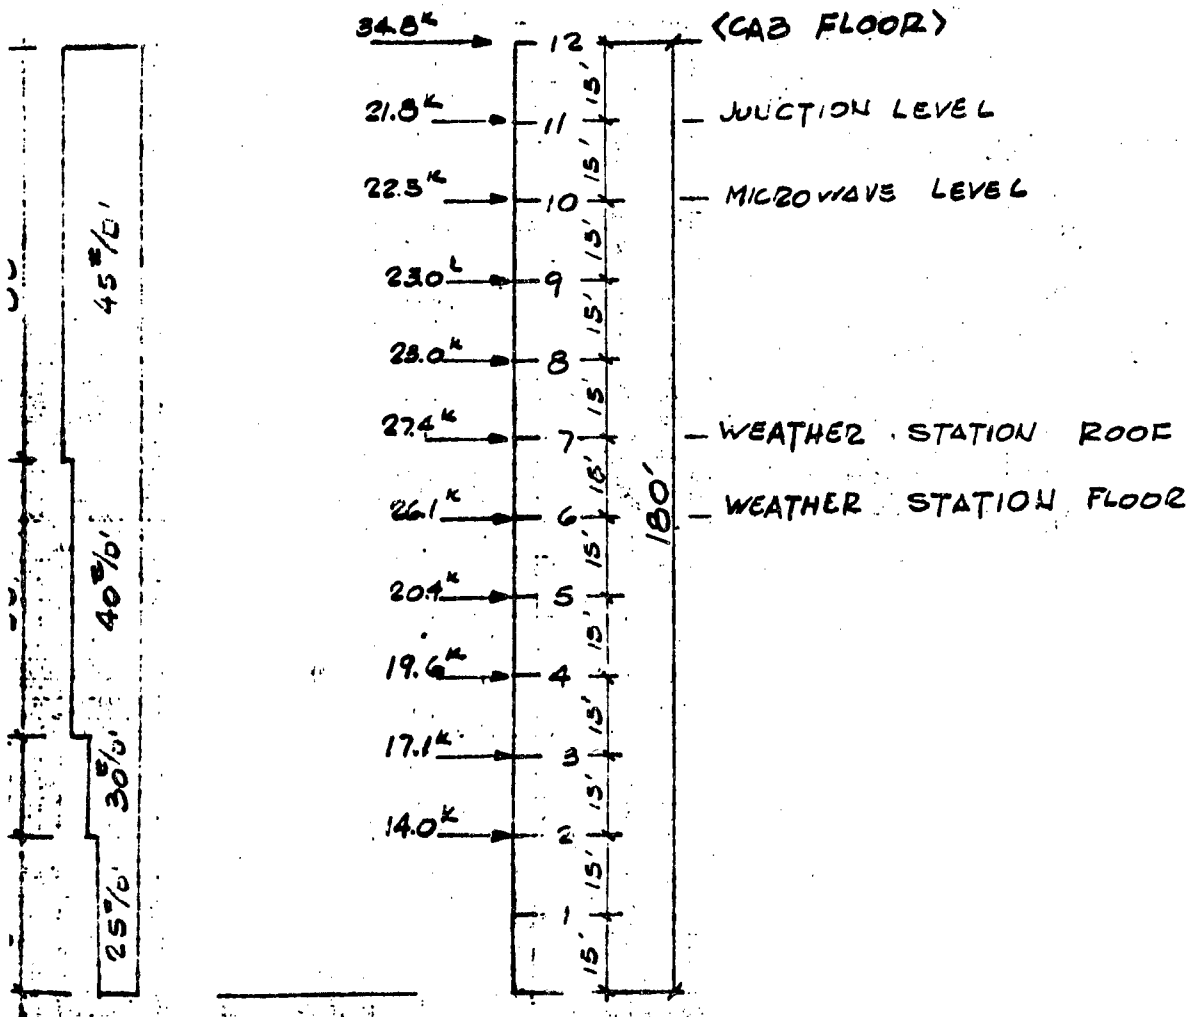 34.8ᴷ 12 <CAB FLOOR>
15'
21.8ᴷ 11 JUNCTION LEVEL
15'
22.5ᴷ 10 MICROWAVE LEVEL
15'
23.0ᴷ 9
45#/□'
15'
23.0ᴷ 8
15'
27.4ᴷ 7 WEATHER STATION ROOF
15'
180'
26.1ᴷ 6 WEATHER STATION FLOOR
15'
40#/□'
20.4ᴷ 5
15'
19.6ᴷ 4
15'
17.1ᴷ 3
30#/□'
15'
14.0ᴷ 2
15'
25#/□'
1
15'